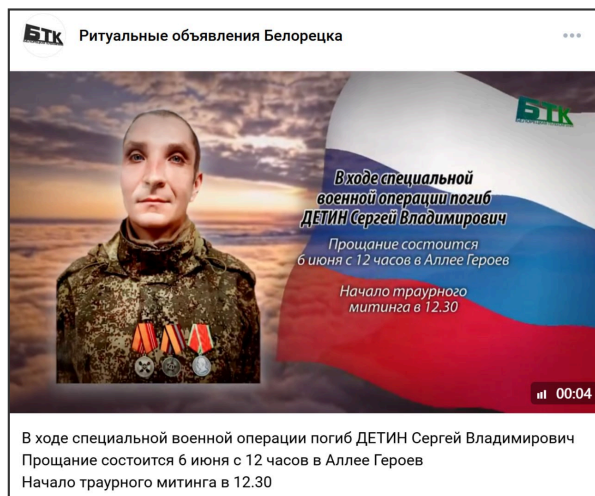 БТК
Ритуальные объявления Белорецка
БТК
В ходе специальной
военной операции погиб
ДЕТИН Сергей Владимирович
Прощание состоится
6 июня с 12 часов в Аллее Героев
Начало траурного
митинга в 12.30
00:04
В ходе специальной военной операции погиб ДЕТИН Сергей Владимирович
Прощание состоится 6 июня с 12 часов в Аллее Героев
Начало траурного митинга в 12.30